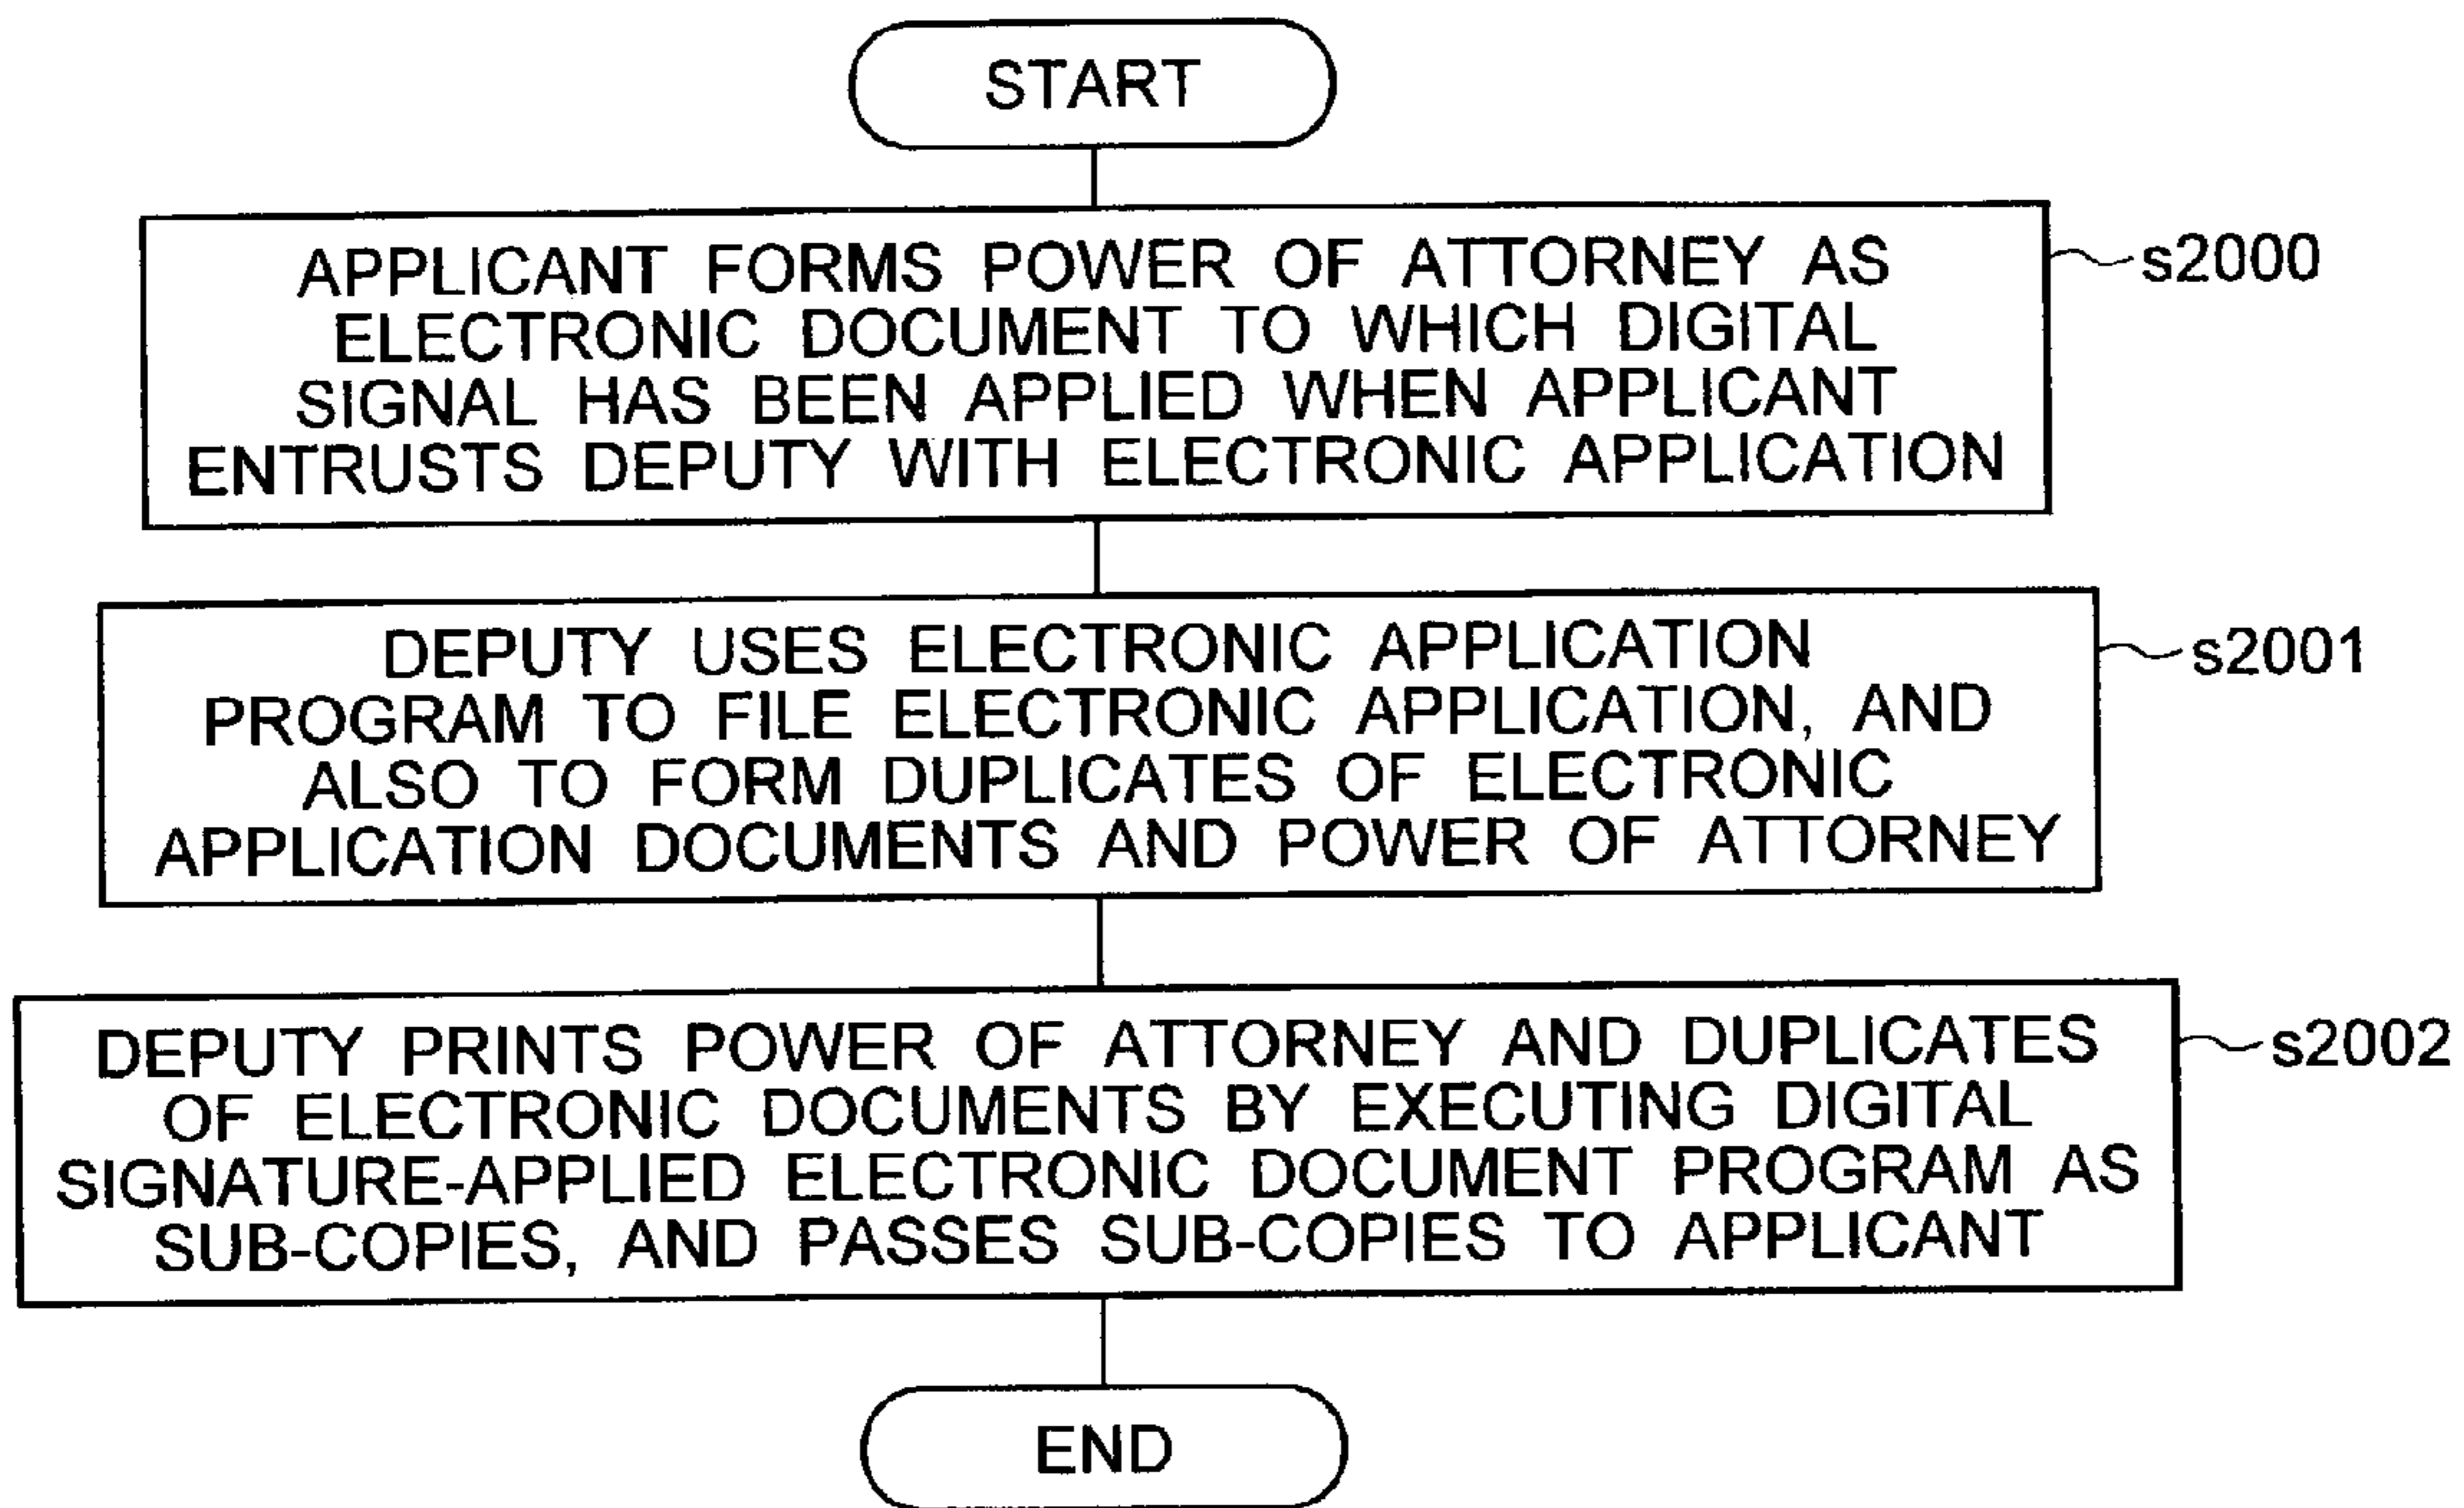 START
APPLICANT FORMS POWER OF ATTORNEY AS
ELECTRONIC DOCUMENT TO WHICH DIGITAL
SIGNAL HAS BEEN APPLIED WHEN APPLICANT
ENTRUSTS DEPUTY WITH ELECTRONIC APPLICATION
s2000
DEPUTY USES ELECTRONIC APPLICATION
PROGRAM TO FILE ELECTRONIC APPLICATION, AND
ALSO TO FORM DUPLICATES OF ELECTRONIC
APPLICATION DOCUMENTS AND POWER OF ATTORNEY
s2001
DEPUTY PRINTS POWER OF ATTORNEY AND DUPLICATES
OF ELECTRONIC DOCUMENTS BY EXECUTING DIGITAL
SIGNATURE-APPLIED ELECTRONIC DOCUMENT PROGRAM AS
SUB-COPIES, AND PASSES SUB-COPIES TO APPLICANT
s2002
END